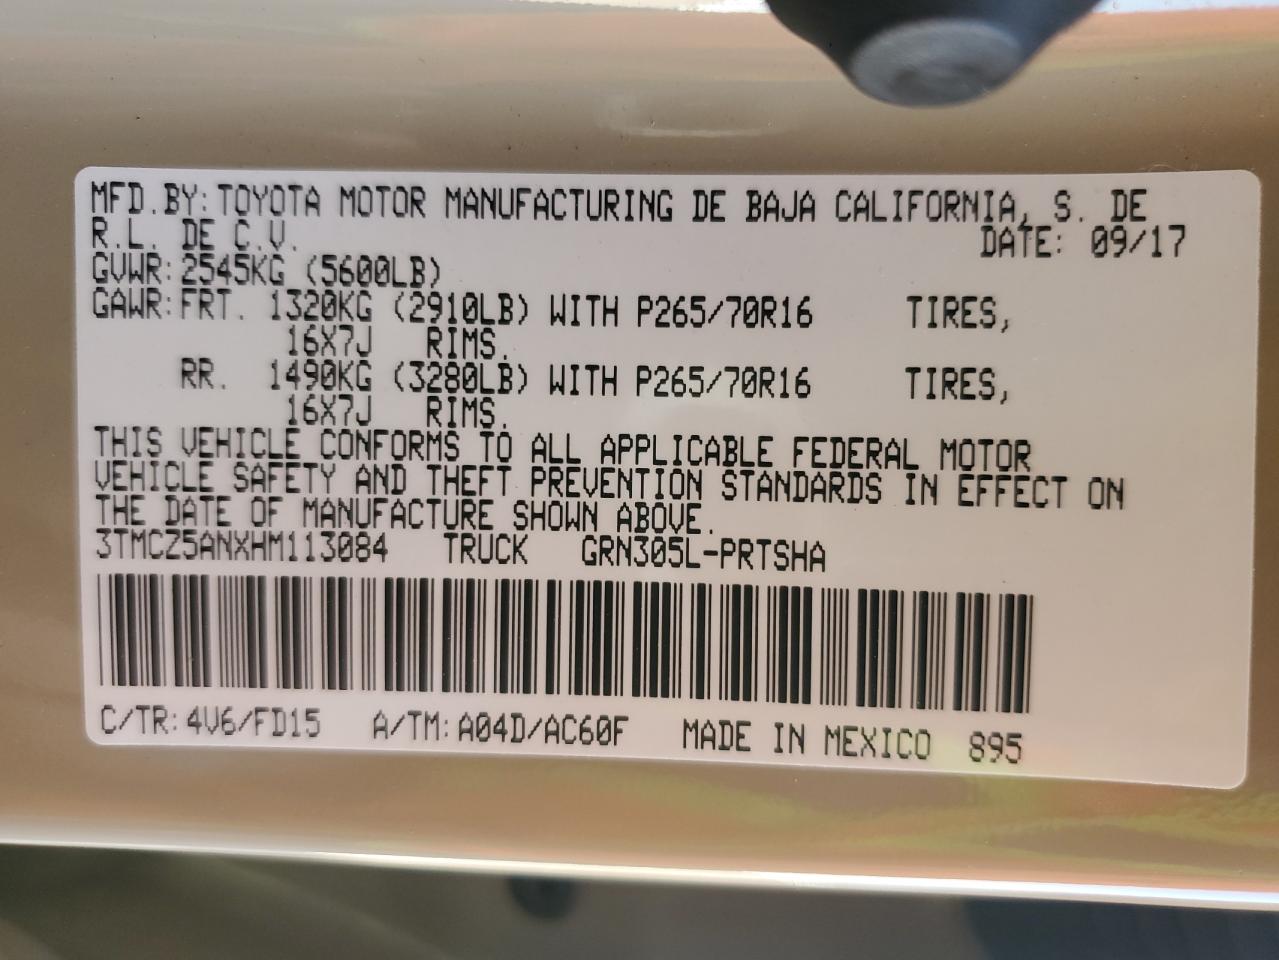 MFD.BY:TOYOTA MOTOR MANUFACTURING DE BAJA CALIFORNIA, S. DE
R.L. DE C.V. DATE: 09/17
GVWR:2545KG (5600LB)
GAWR:FRT. 1320KG (2910LB) WITH P265/70R16 TIRES,
16X7J RIMS.
RR. 1490KG (3280LB) WITH P265/70R16 TIRES,
16X7J RIMS.
THIS VEHICLE CONFORMS TO ALL APPLICABLE FEDERAL MOTOR
VEHICLE SAFETY AND THEFT PREVENTION STANDARDS IN EFFECT ON
THE DATE OF MANUFACTURE SHOWN ABOVE.
3TMCZ5ANXHM113084 TRUCK GRN305L-PRTSHA
C/TR:4V6/FD15 A/TM:A04D/AC60F MADE IN MEXICO 895